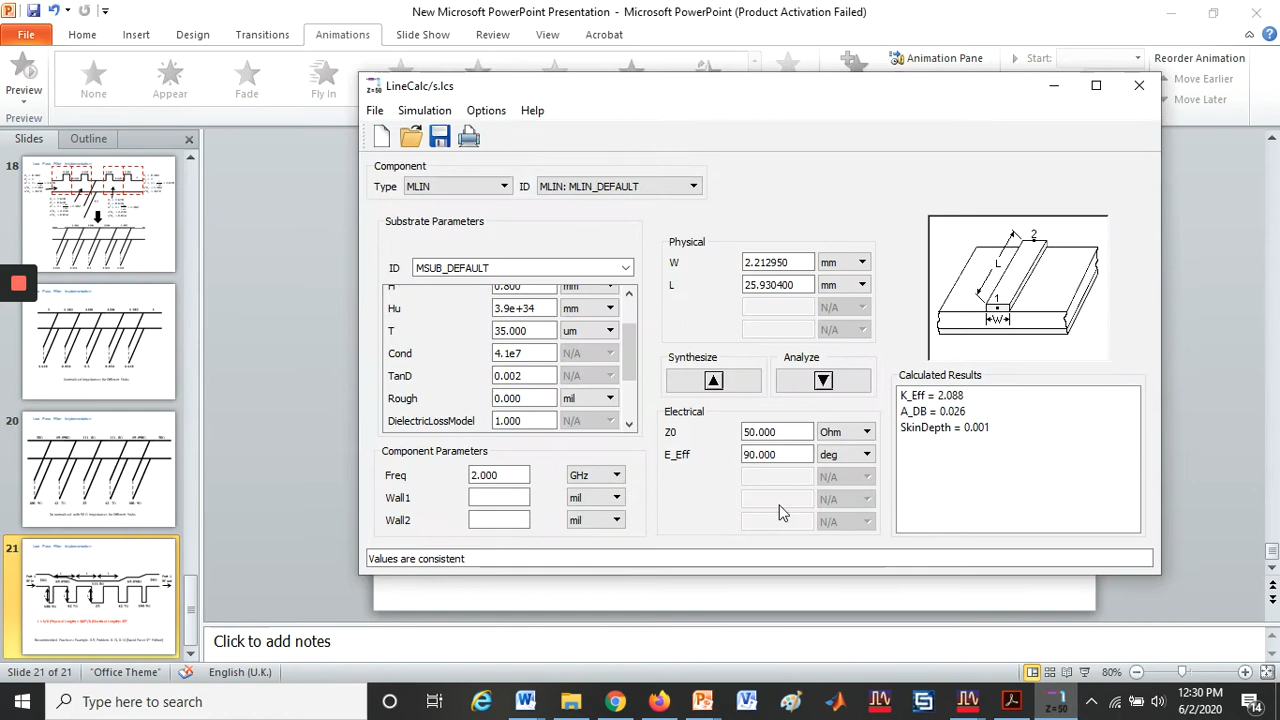 New Microsoft PowerPoint Presentation - Microsoft PowerPoint (Product Activation Failed)
File Home Insert Design Transitions Animations Slide Show Review View Acrobat
Preview
Preview
None Appear Fade Fly In
Animation Pane
Start:
Reorder Animation
Move Earlier
Move Later
Slides Outline
18
20
21
LineCalc/s.lcs
File Simulation Options Help
Component
Type MLIN ID MLIN: MLIN_DEFAULT
Substrate Parameters
ID MSUB_DEFAULT
H 0.800 mm
Hu 3.9e+34 mm
T 35.000 um
Cond 4.1e7 N/A
TanD 0.002 N/A
Rough 0.000 mil
DielectricLossModel 1.000 N/A
Component Parameters
Freq 2.000 GHz
Wall1 mil
Wall2 mil
Physical
W 2.212950 mm
L 25.930400 mm
N/A
N/A
Synthesize Analyze
Electrical
Z0 50.000 Ohm
E_Eff 90.000 deg
N/A
N/A
N/A
2
L
1
W
Calculated Results
K_Eff = 2.088
A_DB = 0.026
SkinDepth = 0.001
Values are consistent
Click to add notes
Slide 21 of 21 "Office Theme" English (U.K.) 80%
Type here to search
Z=50
12:30 PM
6/2/2020
14